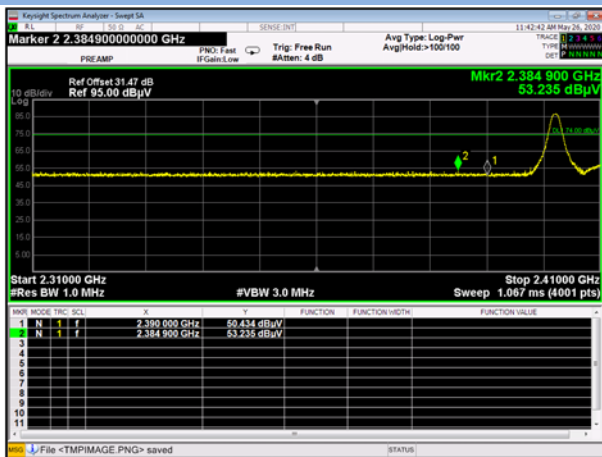 Keysight Spectrum Analyzer - Swept SA
RL RF 50 Ω AC SENSE:INT 11:42:42 AM May 26, 2020
Marker 2 2.384900000000 GHz
PREAMP
PNO: Fast
IFGain:Low
Trig: Free Run
#Atten: 4 dB
Avg Type: Log-Pwr
Avg|Hold:>100/100
TRACE 1 2 3 4 5 6
TYPE M
DET P N N N N N
Ref Offset 31.47 dB
Ref 95.00 dBµV
10 dB/div
Log
Mkr2 2.384 900 GHz
53.235 dBµV
85.0
75.0
DL1 74.00 dBµV
65.0
2
1
55.0
45.0
35.0
25.0
15.0
5.00
Start 2.31000 GHz Stop 2.41000 GHz
#Res BW 1.0 MHz #VBW 3.0 MHz Sweep 1.067 ms (4001 pts)
MKR MODE TRC SCL X Y FUNCTION FUNCTION WIDTH FUNCTION VALUE
1 N 1 f 2.390 000 GHz 50.434 dBµV
2 N 1 f 2.384 900 GHz 53.235 dBµV
3
4
5
6
7
8
9
10
11
MSG File <TMPIMAGE.PNG> saved STATUS